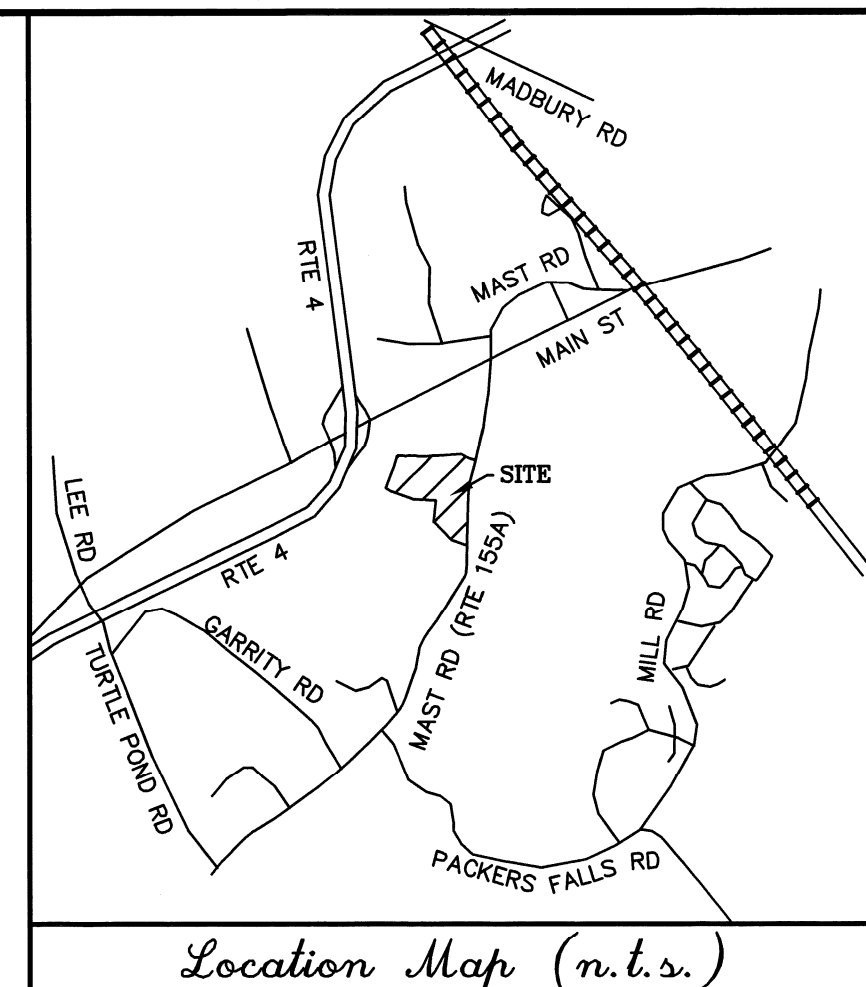 MADBURY RD
RTE 4
MAST RD
MAIN ST
SITE
LEE RD
RTE 4
MAST RD (RTE 155A)
GARRITY RD
MILL RD
TURTLE POND RD
PACKERS FALLS RD
Location Map (n.t.s.)